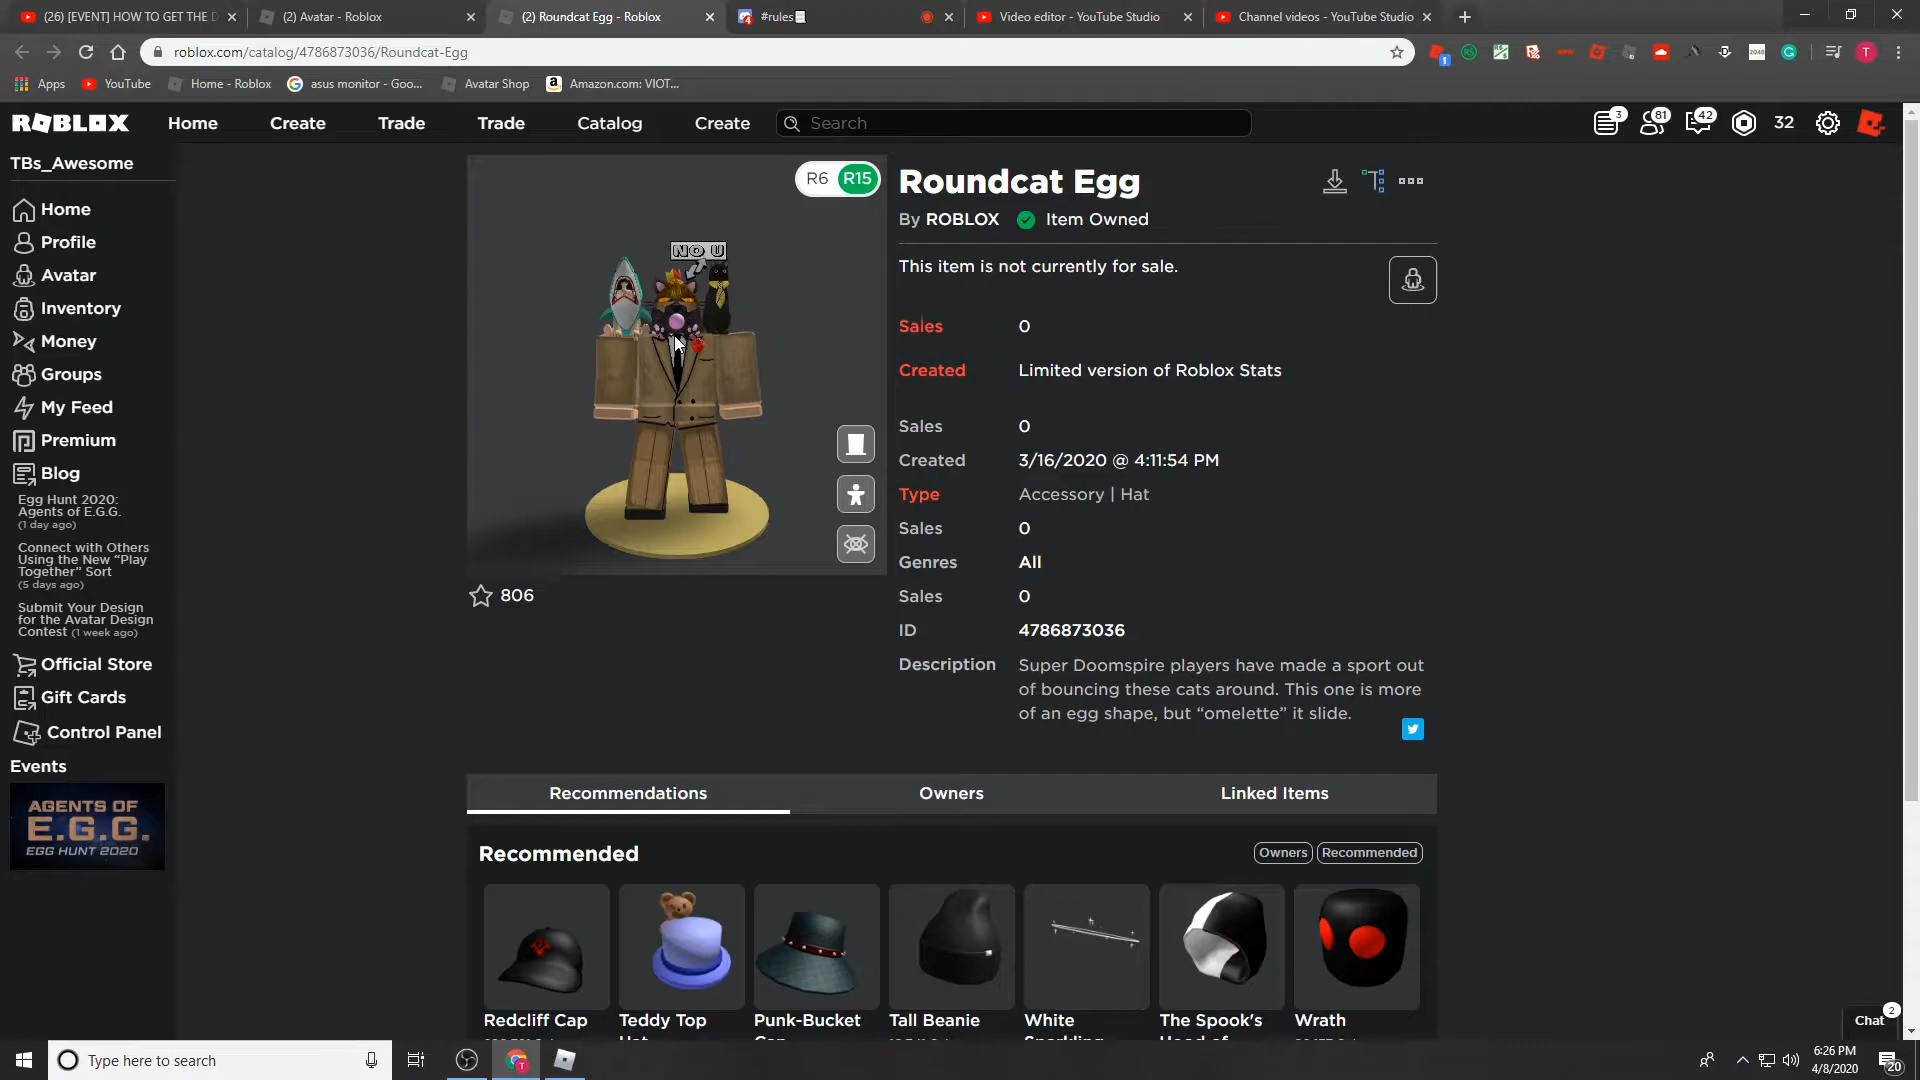 (26) [EVENT] HOW TO GET THE D
(2) Avatar - Roblox
(2) Roundcat Egg - Roblox
#rules
Video editor - YouTube Studio
Channel videos - YouTube Studio
roblox.com/catalog/4786873036/Roundcat-Egg
Apps
YouTube
Home - Roblox
asus monitor - Goo...
Avatar Shop
Amazon.com: VIOT...
ROBLOX
Home
Create
Trade
Trade
Catalog
Create
Search
3
81
42
32
TBs_Awesome
Home
Profile
Avatar
Inventory
Money
Groups
My Feed
Premium
Blog
Egg Hunt 2020:
Agents of E.G.G.
(1 day ago)
Connect with Others
Using the New “Play
Together” Sort
(5 days ago)
Submit Your Design
for the Avatar Design
Contest (1 week ago)
Official Store
Gift Cards
Control Panel
Events
AGENTS OF
E.G.G.
EGG HUNT 2020
R6 R15
NO U
806
Roundcat Egg
By ROBLOX Item Owned
This item is not currently for sale.
Sales 0
Created Limited version of Roblox Stats
Sales 0
Created 3/16/2020 @ 4:11:54 PM
Type Accessory | Hat
Sales 0
Genres All
Sales 0
ID 4786873036
Description Super Doomspire players have made a sport out
of bouncing these cats around. This one is more
of an egg shape, but “omelette” it slide.
Recommendations
Owners
Linked Items
Recommended
Owners
Recommended
Redcliff Cap
Teddy Top
Punk-Bucket
Tall Beanie
White
The Spook's
Wrath
Chat 2
Type here to search
6:26 PM
4/8/2020
20